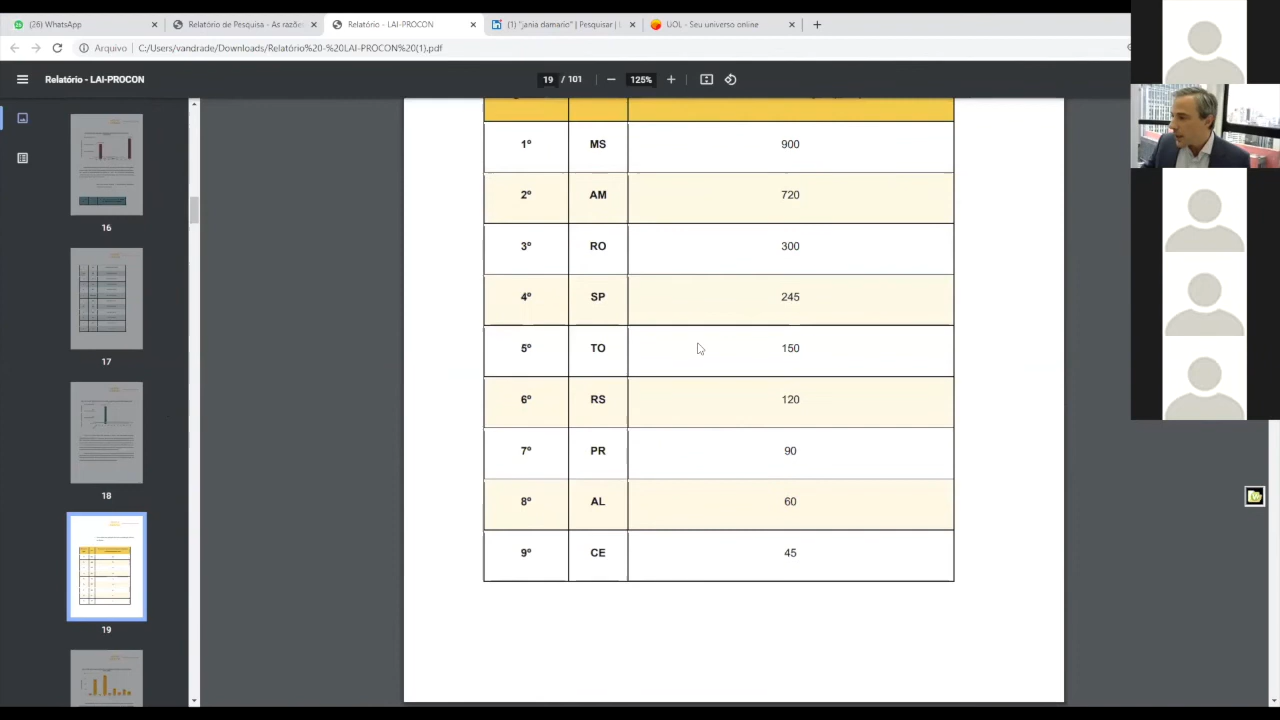 (26) WhatsApp
Relatório de Pesquisa - As razõe
Relatório - LAI-PROCON
(1) "jania damario" | Pesquisar |
UOL - Seu universo online
Arquivo
C:/Users/vandrade/Downloads/Relatório%20-%20LAI-PROCON%20(1).pdf
Relatório - LAI-PROCON
19 / 101
125%
1º MS 900
2º AM 720
3º RO 300
4º SP 245
5º TO 150
6º RS 120
7º PR 90
8º AL 60
9º CE 45
16
17
18
19